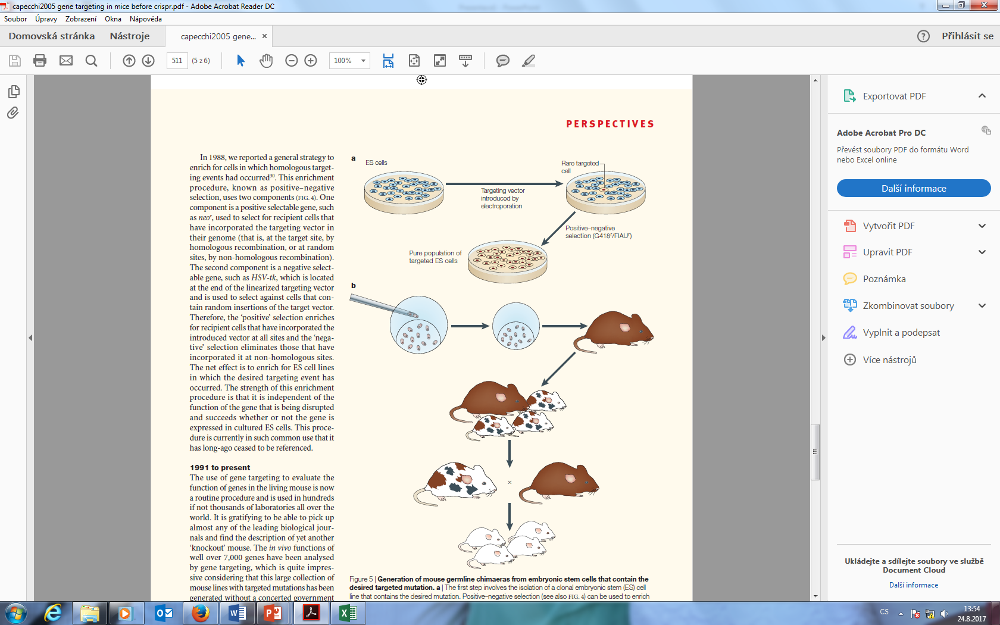 capecchi2005 gene targeting in mice before crispr.pdf - Adobe Acrobat Reader DC
Soubor Úpravy Zobrazení Okna Nápověda
Domovská stránka Nástroje capecchi2005 gene... × Přihlásit se
511 (5 z 6) 100%
PERSPECTIVES
In 1988, we reported a general strategy to
enrich for cells in which homologous target-
ing events had occurred30. This enrichment
procedure, known as positive–negative
selection, uses two components (FIG. 4). One
component is a positive selectable gene, such
as neor, used to select for recipient cells that
have incorporated the targeting vector in
their genome (that is, at the target site, by
homologous recombination, or at random
sites, by non-homologous recombination).
The second component is a negative select-
able gene, such as HSV-tk, which is located
at the end of the linearized targeting vector
and is used to select against cells that con-
tain random insertions of the target vector.
Therefore, the ‘positive’ selection enriches
for recipient cells that have incorporated the
introduced vector at all sites and the ‘nega-
tive’ selection eliminates those that have
incorporated it at non-homologous sites.
The net effect is to enrich for ES cell lines
in which the desired targeting event has
occurred. The strength of this enrichment
procedure is that it is independent of the
function of the gene that is being disrupted
and succeeds whether or not the gene is
expressed in cultured ES cells. This proce-
dure is currently in such common use that it
has long-ago ceased to be referenced.
1991 to present
The use of gene targeting to evaluate the
function of genes in the living mouse is now
a routine procedure and is used in hundreds
if not thousands of laboratories all over the
world. It is gratifying to be able to pick up
almost any of the leading biological jour-
nals and find the description of yet another
‘knockout’ mouse. The in vivo functions of
well over 7,000 genes have been analysed
by gene targeting, which is quite impres-
sive considering that this large collection of
mouse lines with targeted mutations has been
generated without a concerted government
a
ES cells
Rare targeted
cell
Targeting vector
introduced by
electroporation
Positive–negative
selection (G418r/FIAUr)
Pure population of
targeted ES cells
b
×
Figure 5 | Generation of mouse germline chimaeras from embryonic stem cells that contain the
desired targeted mutation. a | The first step involves the isolation of a clonal embryonic stem (ES) cell
line that contains the desired mutation. Positive–negative selection (see also FIG. 4) can be used to enrich
Exportovat PDF
Adobe Acrobat Pro DC
Převést soubory PDF do formátu Word
nebo Excel online
Další informace
Vytvořit PDF
Upravit PDF
Poznámka
Zkombinovat soubory
Vyplnit a podepsat
Více nástrojů
Ukládejte a sdílejte soubory ve službě
Document Cloud
Další informace
CS
13:54
24.8.2017